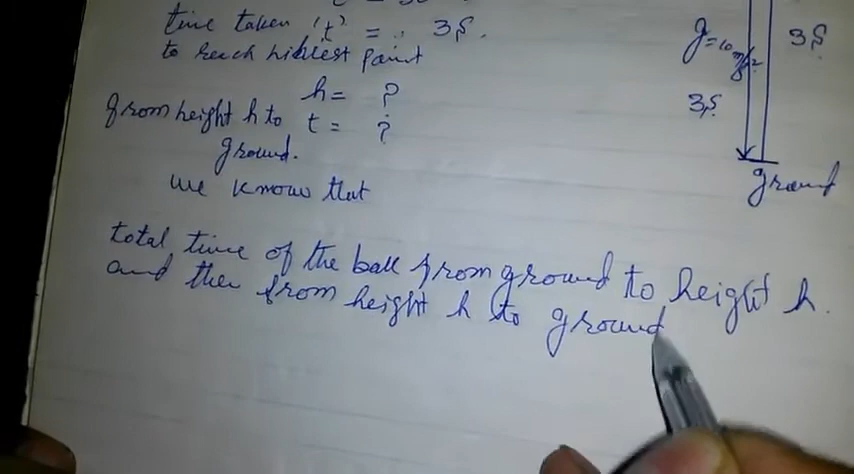 time taken 't' = 3S.
to reach highest point
h = ?
from height h to t = ?
ground.
we know that
total time of the ball from ground to height h.
and then from height h to ground
g=10 m/s²
3S
3S
ground